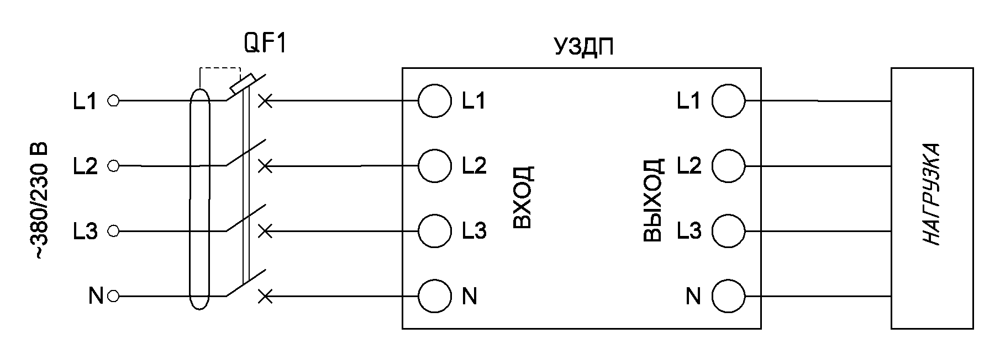 QF1
УЗДП
~380/230 В
L1
L2
L3
N
L1
L2
L3
N
ВХОД
ВЫХОД
L1
L2
L3
N
НАГРУЗКА